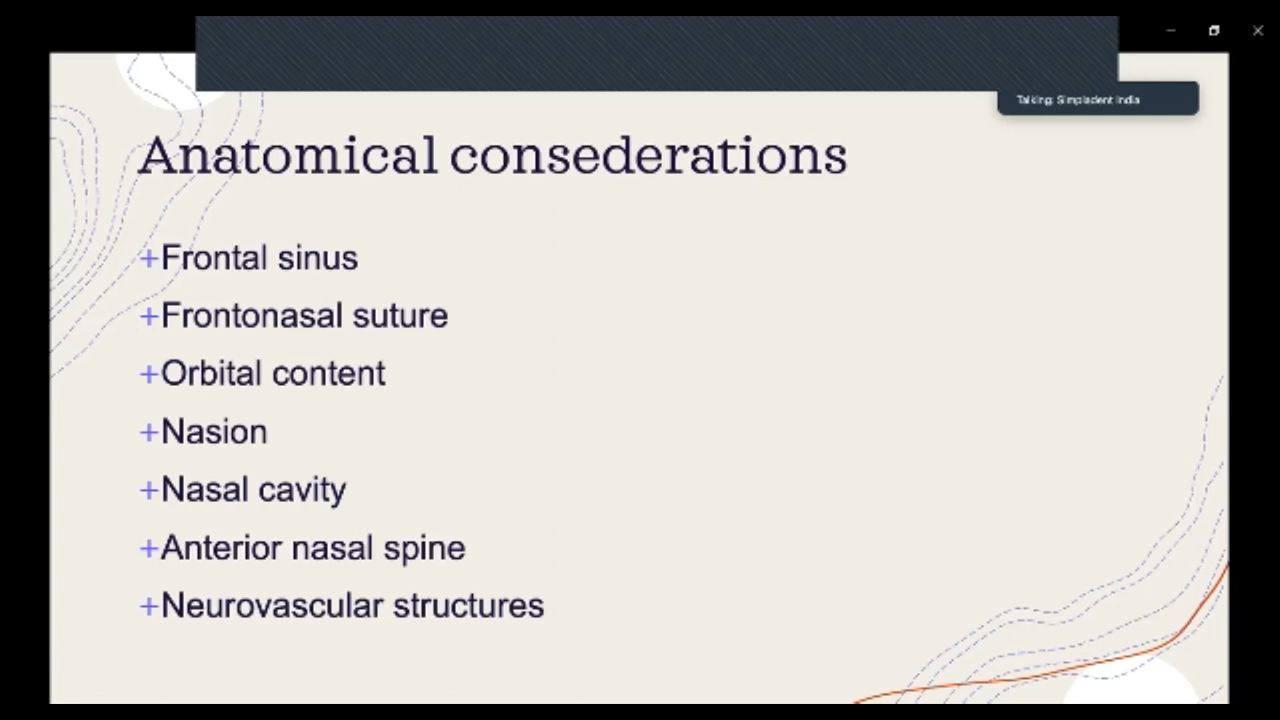 Talking: Simpladent India
Anatomical consederations
+Frontal sinus
+Frontonasal suture
+Orbital content
+Nasion
+Nasal cavity
+Anterior nasal spine
+Neurovascular structures